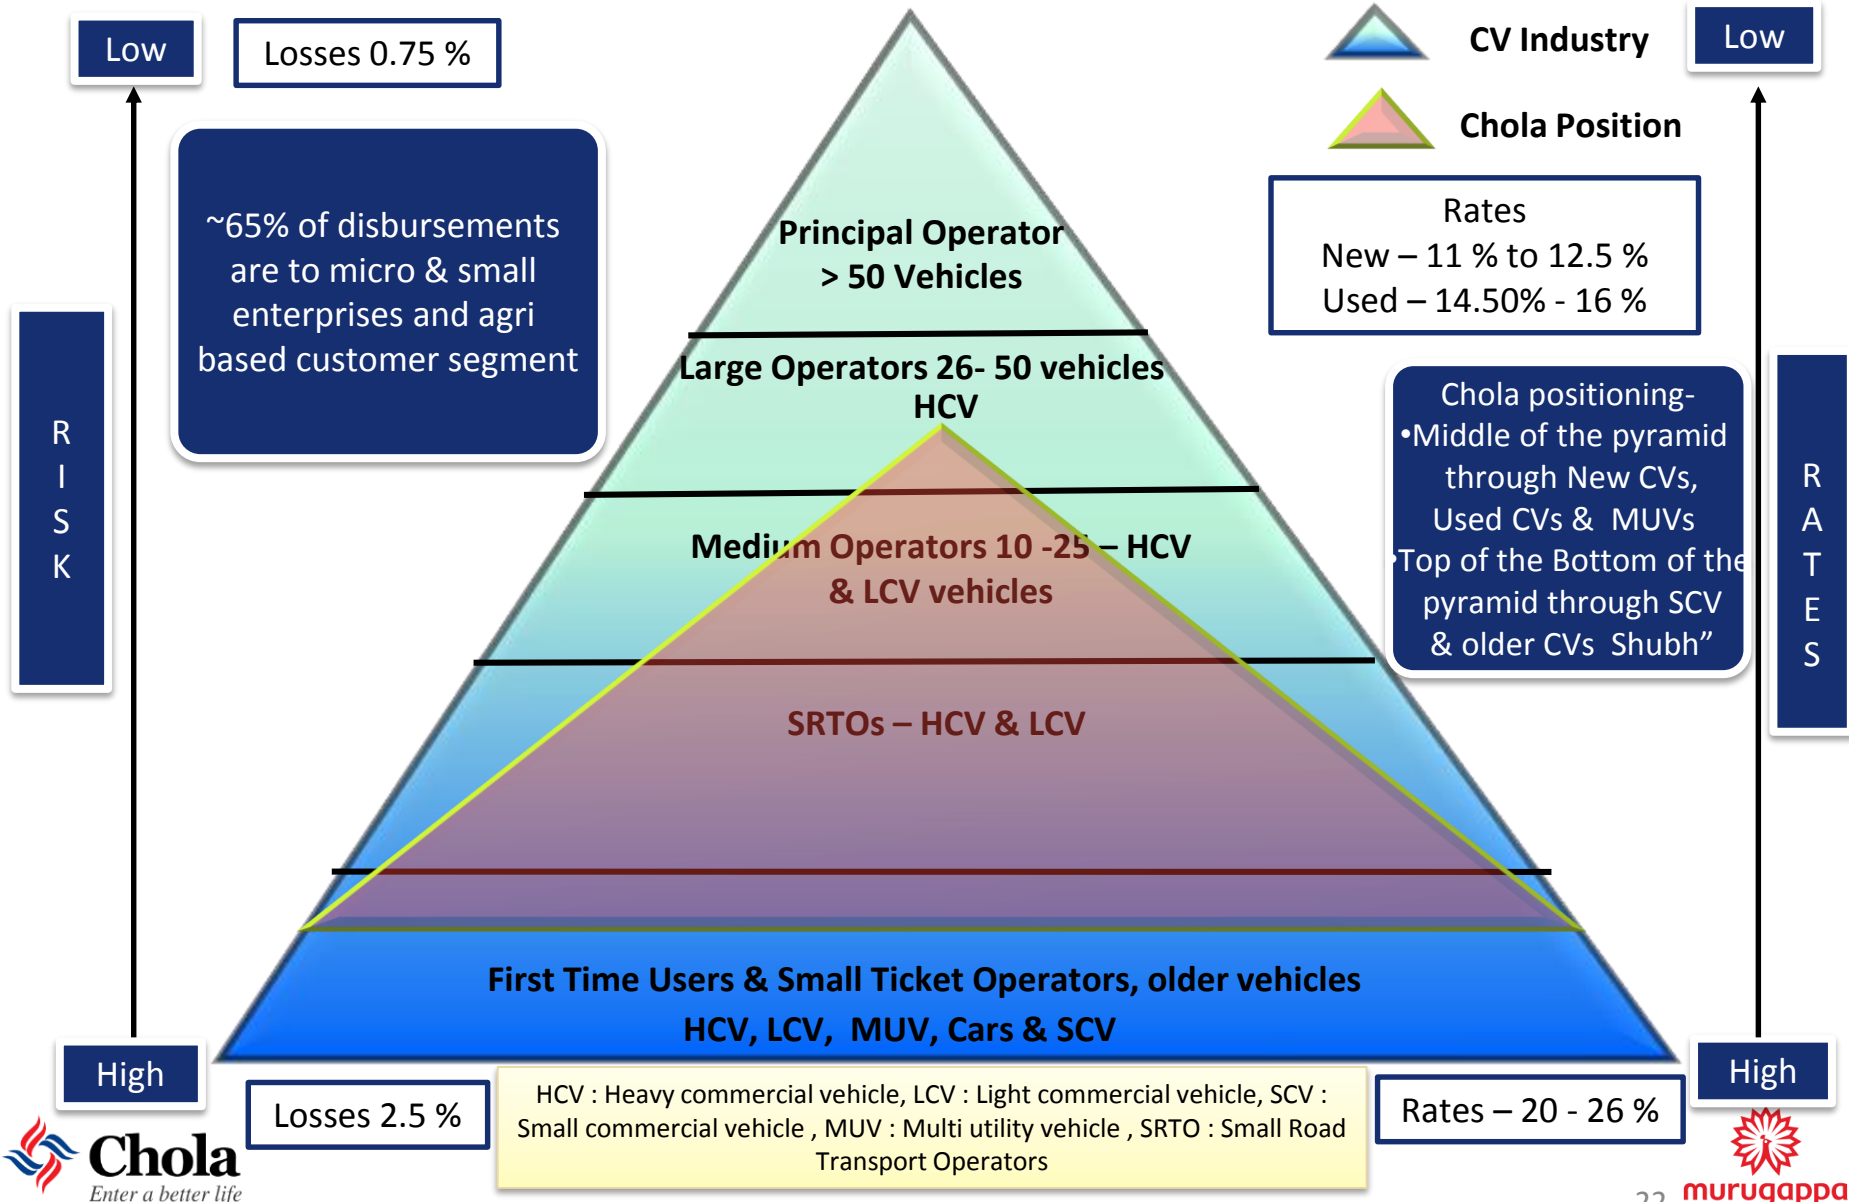 Low
Losses 0.75 %
CV Industry
Low
Chola Position
~65% of disbursements
are to micro & small
enterprises and agri
based customer segment
Rates
New – 11 % to 12.5 %
Used – 14.50% - 16 %
Principal Operator
> 50 Vehicles
Large Operators 26- 50 vehicles
HCV
Medium Operators 10 -25 – HCV
& LCV vehicles
SRTOs – HCV & LCV
First Time Users & Small Ticket Operators, older vehicles
HCV, LCV,  MUV, Cars & SCV
R
I
S
K
Chola positioning-
•Middle of the pyramid
through New CVs,
Used CVs &  MUVs
•Top of the Bottom of the
pyramid through SCV
& older CVs  Shubh”
R
A
T
E
S
High
Losses 2.5 %
HCV : Heavy commercial vehicle, LCV : Light commercial vehicle, SCV :
Small commercial vehicle , MUV : Multi utility vehicle , SRTO : Small Road
Transport Operators
Rates – 20 - 26 %
High
Chola
Enter a better life
22
murugappa